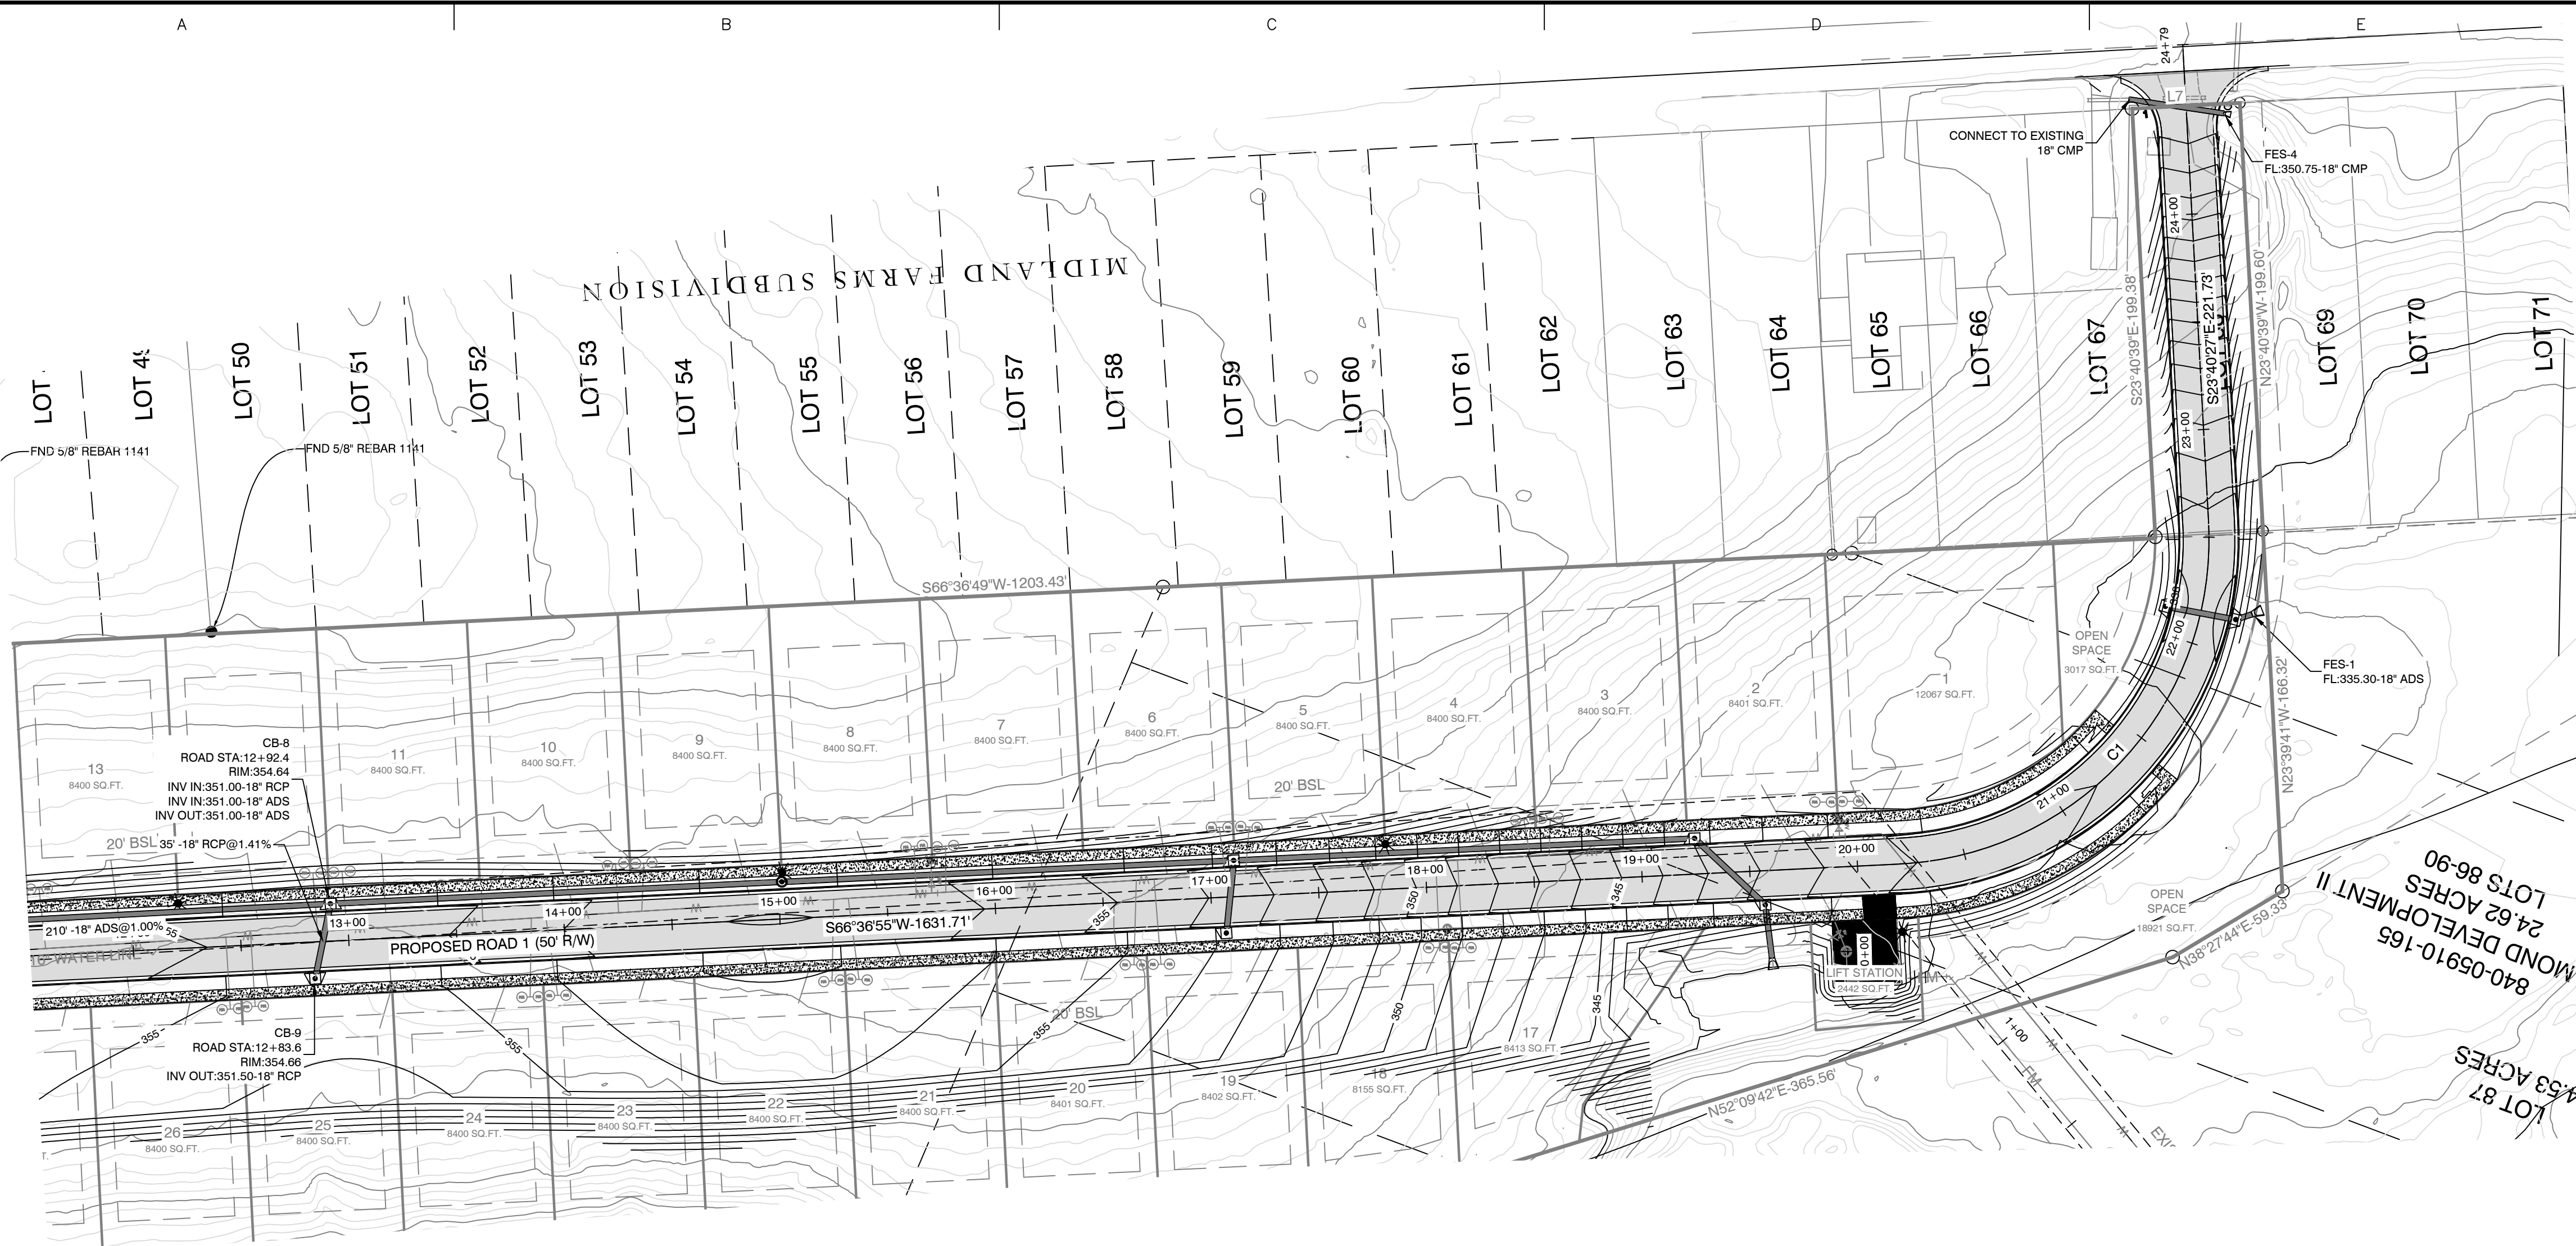 A
B
C
D
E
24+79
L7
CONNECT TO EXISTING
18" CMP
FES-4
FL:350.75-18" CMP
24+00
S23°40'39"E-199.38'
S23°40'27"E-221.73'
N23°40'39"W-199.60'
23+00
MIDLAND FARMS SUBDIVISION
LOT
LOT 50
LOT 51
LOT 52
LOT 53
LOT 54
LOT 55
LOT 56
LOT 57
LOT 58
LOT 59
LOT 60
LOT 61
LOT 62
LOT 63
LOT 64
LOT 65
LOT 66
LOT 67
LOT 69
LOT 70
LOT 71
FND 5/8" REBAR 1141
FND 5/8" REBAR 1141
S66°36'49"W-1203.43'
22+00
OPEN
SPACE
3017 SQ.FT.
FES-1
FL:335.30-18" ADS
N23°39'41"W-166.32'
13
8400 SQ.FT.
11
8400 SQ.FT.
10
8400 SQ.FT.
9
8400 SQ.FT.
8
8400 SQ.FT.
7
8400 SQ.FT.
6
8400 SQ.FT.
5
8400 SQ.FT.
4
8400 SQ.FT.
3
8400 SQ.FT.
2
8401 SQ.FT.
1
12067 SQ.FT.
CB-8
ROAD STA:12+92.4
RIM:354.64
INV IN:351.00-18" RCP
INV IN:351.00-18" ADS
INV OUT:351.00-18" ADS
20' BSL
35' -18" RCP@1.41%
20' BSL
C1
21+00
20+00
19+00
18+00
17+00
16+00
15+00
14+00
13+00
210' -18" ADS@1.00%
WATER LINE
PROPOSED ROAD 1 (50' R/W)
S66°36'55"W-1631.71'
355
350
345
0+00
LIFT STATION
2442 SQ.FT.
FM
OPEN
SPACE
18921 SQ.FT.
N38°27'44"E-59.33'
840-05910-165
MOND DEVELOPMENT II
24.62 ACRES
LOTS 86-90
CB-9
ROAD STA:12+83.6
RIM:354.66
INV OUT:351.50-18" RCP
355
355
355
20' BSL
350
345
1+00
FM
N52°09'42"E-365.56'
LOT 87
.53 ACRES
17
8413 SQ.FT.
18
8155 SQ.FT.
19
8402 SQ.FT.
20
8401 SQ.FT.
21
8400 SQ.FT.
22
8400 SQ.FT.
23
8400 SQ.FT.
24
8400 SQ.FT.
25
8400 SQ.FT.
26
8400 SQ.FT.